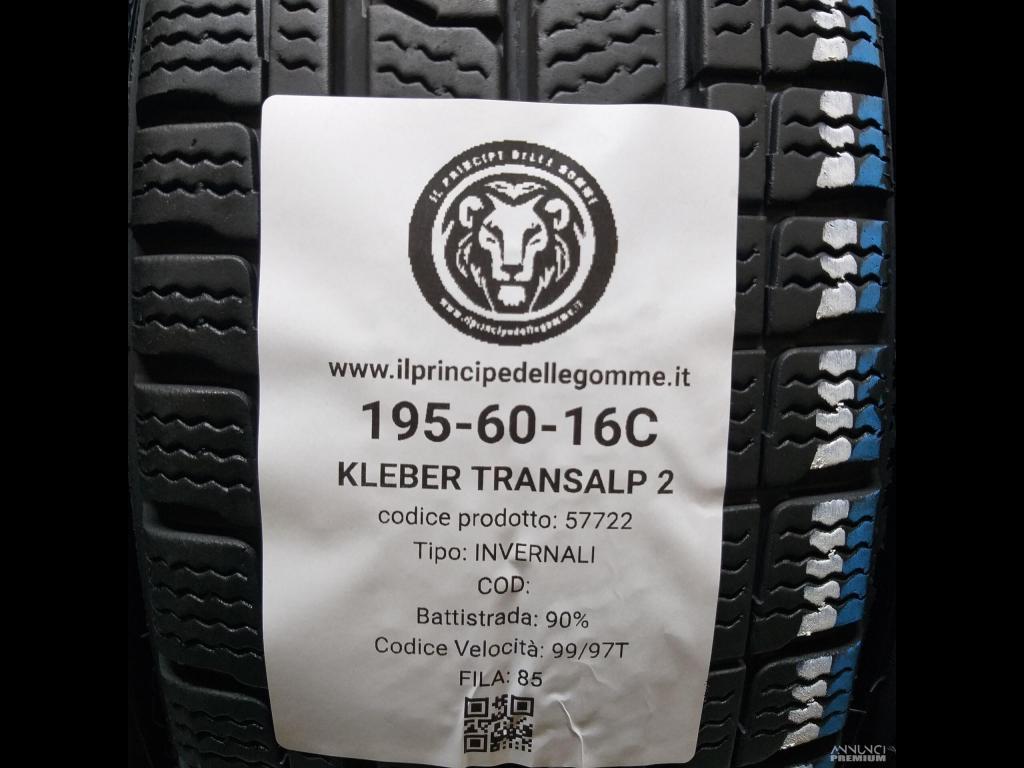 IL PRINCIPE DELLE GOMME
www.ilprincipedellegomme.it
www.ilprincipedellegomme.it
195-60-16C
KLEBER TRANSALP 2
codice prodotto: 57722
Tipo: INVERNALI
COD:
Battistrada: 90%
Codice Velocità: 99/97T
FILA: 85
ANNUNCI
PREMIUM